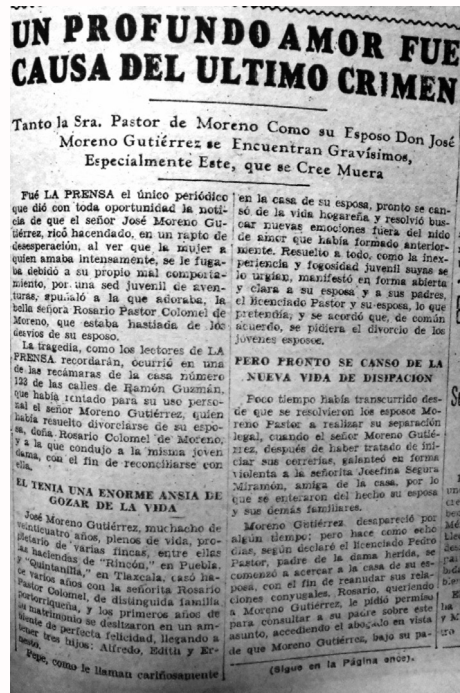 UN PROFUNDO AMOR FUE
CAUSA DEL ULTIMO CRIMEN
Tanto la Sra. Pastor de Moreno Como su Esposo Don José
Moreno Gutiérrez se Encuentran Gravísimos,
Especialmente Este, que se Cree Muera
Fué LA PRENSA el único periódico
que dió con toda oportunidad la noti-
cia de que el señor José Moreno Gu-
tiérrez, ricó hacendado, en un rapto de
desesperación, al ver que la mujer a
quien amaba intensamente, se le fuga-
ba debido a su propio mal comporta-
miento, por una sed juvenil de aven-
turas, apuñaló a la que adoraba, la
bella señora Rosario Pastor Colomel de
Moreno, que estaba hastiada de los
desvíos de su esposo.
La tragedia, como los lectores de LA
PRENSA recordarán, ocurrió en una
de las recámaras de la casa número
123 de las calles de Ramón Guzmán,
que había rentado para su uso perso-
nal el señor Moreno Gutiérrez, quien
había resuelto divorciarse de su espo-
sa, doña Rosario Colomel de Moreno,
y a la que condujo a la misma joven
dama, con el fin de reconciliarse con
ella.
EL TENIA UNA ENORME ANSIA DE
GOZAR DE LA VIDA
José Moreno Gutiérrez, muchacho de
veinticuatro años, plenos de vida, pro-
pietario de varias fincas, entre ellas
las haciendas de "Rincón," en Puebla,
y "Quintanilla," en Tlaxcala, casó ha-
ce varios años con la señorita Rosario
Pastor Colomel, de distinguida familia
portorriqueña, y los primeros años de
su matrimonio se deslizaron en un am-
biente de perfecta felicidad, llegando a
tener tres hijos: Alfredo, Edith y Er-
nesto.
Pepe, como le llaman cariñosamente
en la casa de su esposa, pronto se can-
só de la vida hogareña y resolvió bus-
car nuevas emociones fuera del nido
de amor que había formado anterior-
mente. Resuelto a todo, como la inex-
periencia y fogosidad juvenil suyas se
lo urgían, manifestó en forma abierta
y clara a su esposa y a sus padres,
el licenciado Pastor y su esposa, lo que
pretendía; y se acordó que, de común
acuerdo, se pidiera el divorcio de los
jóvenes esposos.
PERO PRONTO SE CANSO DE LA
NUEVA VIDA DE DISIPACION
Poco tiempo había transcurrido des-
de que se resolvieron los esposos Mo-
reno Pastor a realizar su separación
legal, cuando el señor Moreno Gutié-
rrez, después de haber tratado de ini-
ciar sus correrías, galanteó en forma
violenta a la señorita Josefina Segura
Miramón, amiga de la casa, por lo
que se enteraron del hecho su esposa
y sus demás familiares.
Moreno Gutiérrez, desapareció por
algún tiempo; pero hace como ocho
días, según declaró el licenciado Pedro
Pastor, padre de la dama herida, se
comenzó a acercar a la casa de su es-
posa, con el fin de reanudar sus rela-
ciones conyugales. Rosario, queriendo
a Moreno Gutiérrez, le pidió permiso
para consultar a su padre sobre este
asunto, accediendo el abogado en vista
de que Moreno Gutiérrez, bajo su pa-
(Sigue en la Página once).